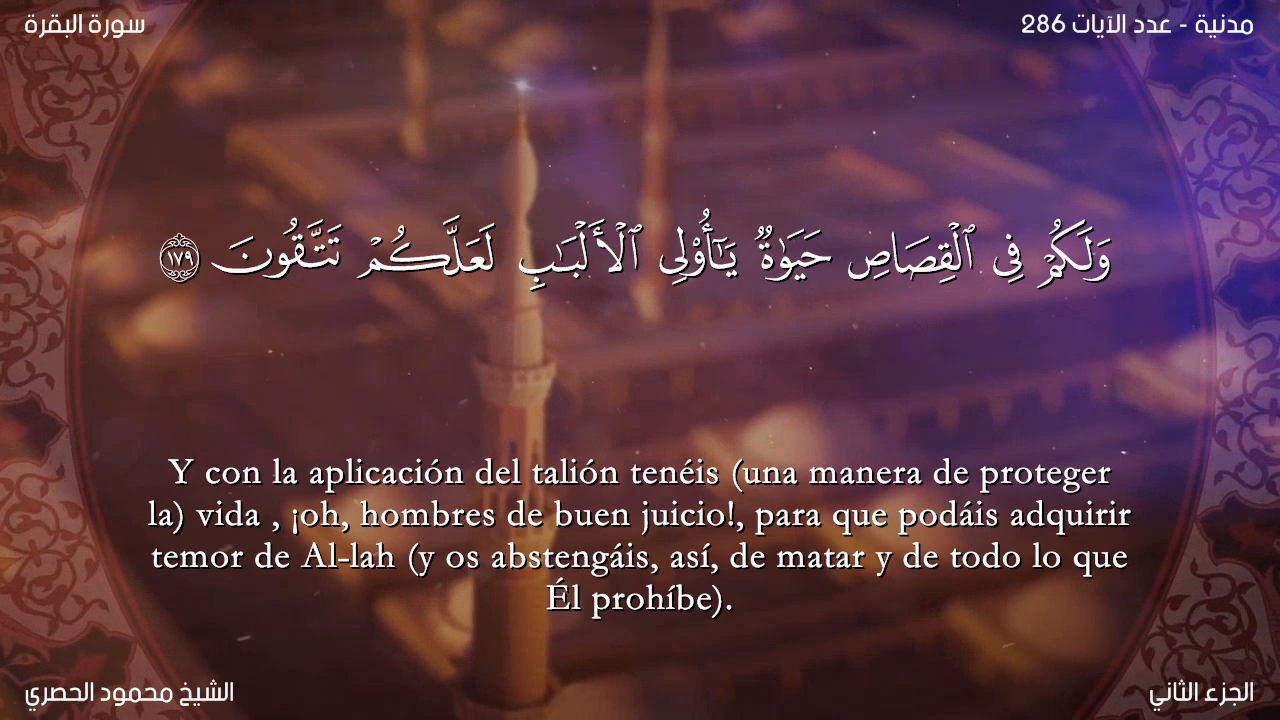 سورة البقرة
مدنية - عدد الآيات 286
وَلَكُمْ فِى ٱلْقِصَاصِ حَيَوٰةٌ يَـٰٓأُو۟لِى ٱلْأَلْبَـٰبِ لَعَلَّكُمْ تَتَّقُونَ ١٧٩
Y con la aplicación del talión tenéis (una manera de proteger
la) vida , ¡oh, hombres de buen juicio!, para que podáis adquirir
temor de Al-lah (y os abstengáis, así, de matar y de todo lo que
Él prohíbe).
الشيخ محمود الحصري
الجزء الثاني